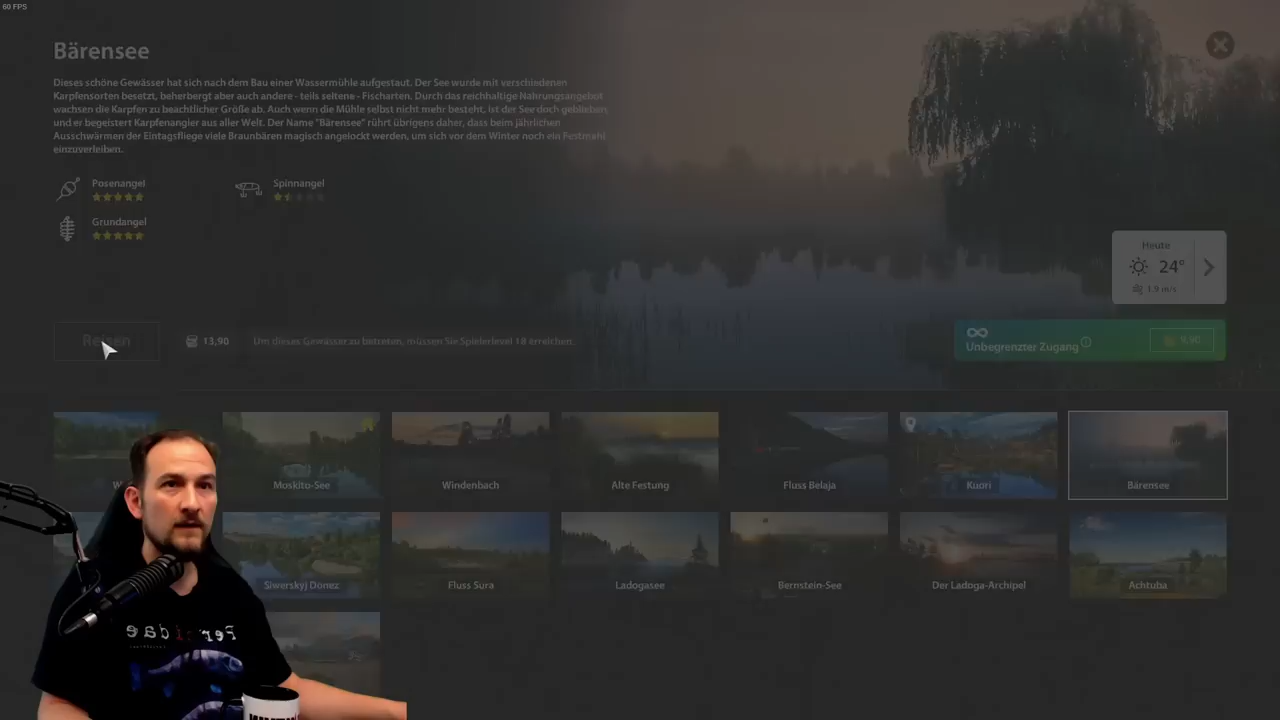 60 FPS
Bärensee
Dieses schöne Gewässer hat sich nach dem Bau einer Wassermühle aufgestaut. Der See wurde mit verschiedenen
Karpfensorten besetzt, beherbergt aber auch andere - teils seltene - Fischarten. Durch das reichhaltige Nahrungsangebot
wachsen die Karpfen zu beachtlicher Größe ab. Auch wenn die Mühle selbst nicht mehr besteht, ist der See doch geblieben
und er begeistert Karpfenangler aus aller Welt. Der Name "Bärensee" rührt übrigens daher, dass beim jährlichen
Ausschwärmen der Eintagsfliege viele Braunbären magisch angelockt werden, um sich vor dem Winter noch ein Festmahl
einzuverleiben.
Posenangel
Spinnangel
Grundangel
Heute
24°
1.9 m/s
Reisen
13,90
Um dieses Gewässer zu betreten, müssen Sie Spielerlevel 18 erreichen.
Unbegrenzter Zugang
9,90
Moskito-See
Windenbach
Alte Festung
Fluss Belaja
Kuori
Bärensee
Siwerskyj Donez
Fluss Sura
Ladogasee
Bernstein-See
Der Ladoga-Archipel
Achtuba